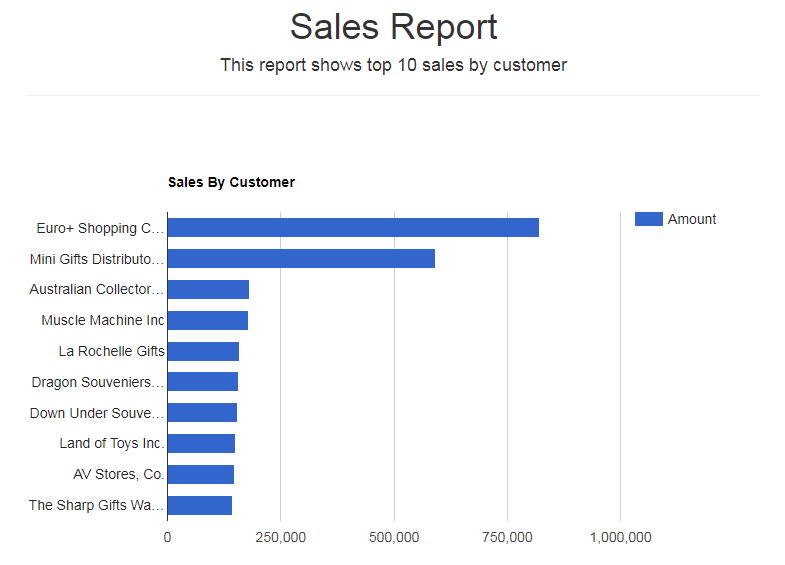 Sales Report
This report shows top 10 sales by customer
Sales By Customer
Euro+ Shopping C…
Amount
Mini Gifts Distributo…
Australian Collector…
Muscle Machine Inc
La Rochelle Gifts
Dragon Souveniers…
Down Under Souve…
Land of Toys Inc.
AV Stores, Co.
The Sharp Gifts Wa…
0 250,000 500,000 750,000 1,000,000